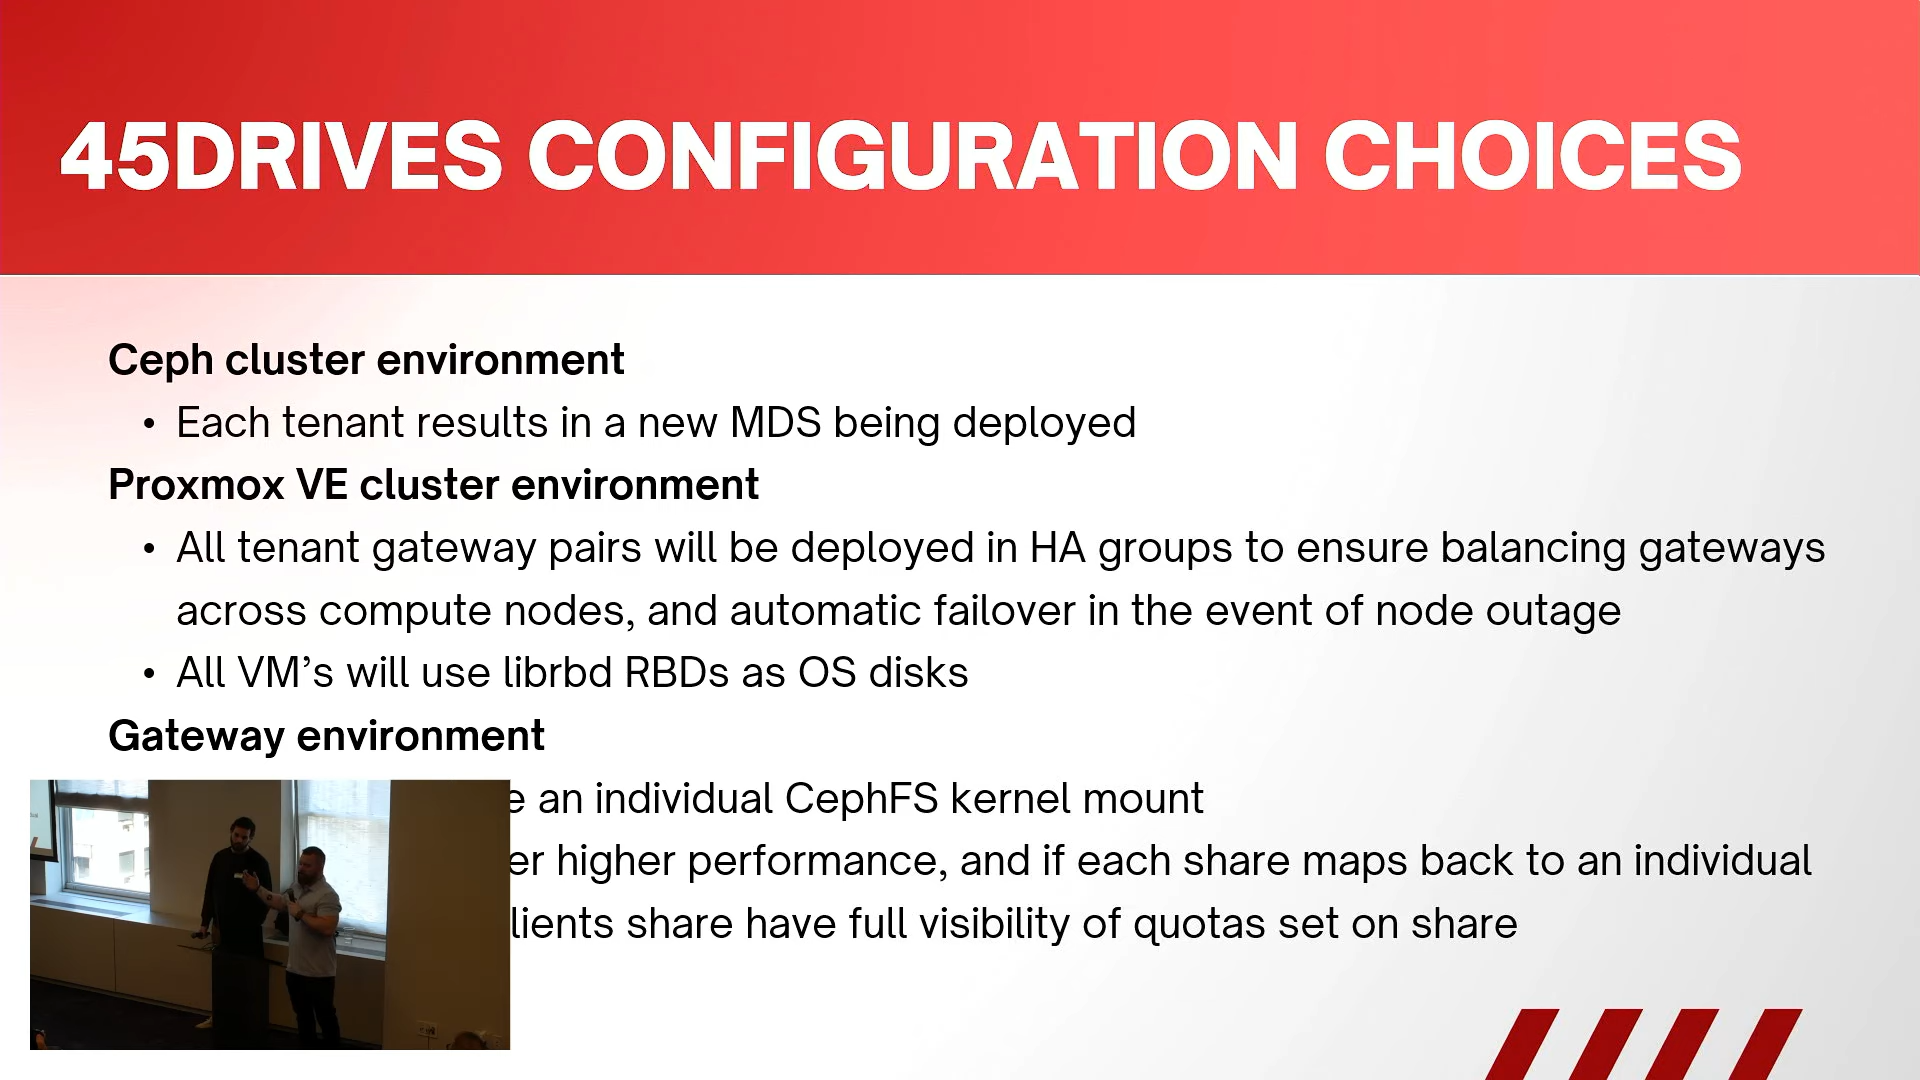 45DRIVES CONFIGURATION CHOICES
Ceph cluster environment
• Each tenant results in a new MDS being deployed
Proxmox VE cluster environment
• All tenant gateway pairs will be deployed in HA groups to ensure balancing gateways
across compute nodes, and automatic failover in the event of node outage
• All VM’s will use librbd RBDs as OS disks
Gateway environment
an individual CephFS kernel mount
higher performance, and if each share maps back to an individual
share have full visibility of quotas set on share